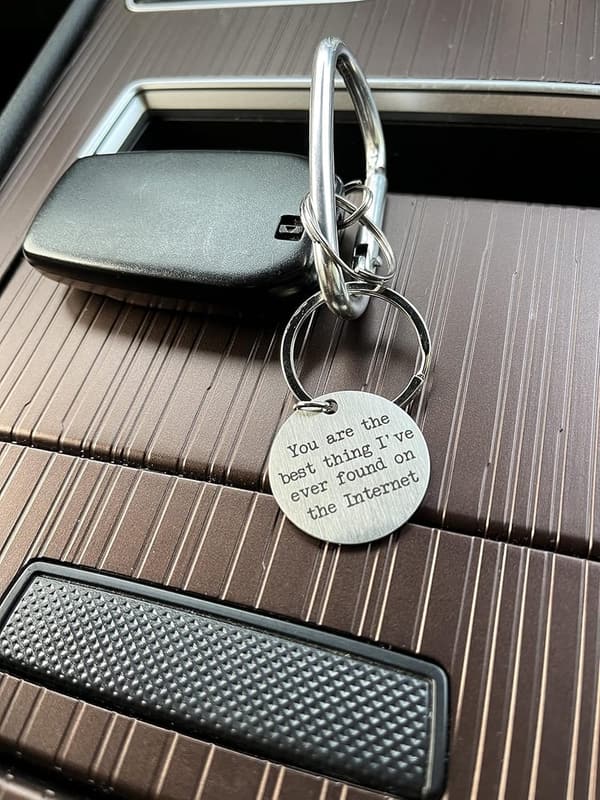 You are the
best thing I've
ever found on
the Internet